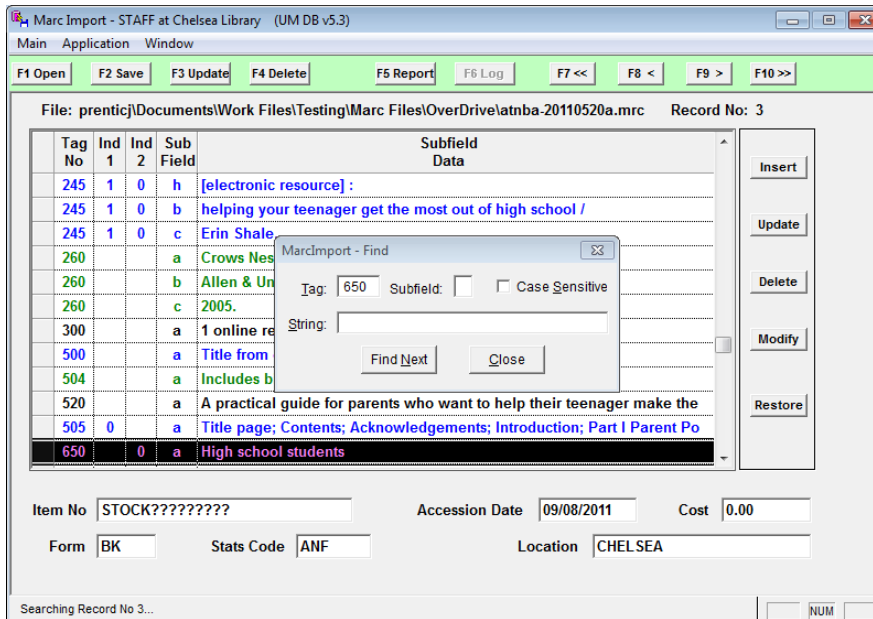 Marc Import - STAFF at Chelsea Library (UM DB v5.3)
Main Application Window
F1 Open F2 Save F3 Update F4 Delete F5 Report F6 Log F7 << F8 < F9 > F10 >>
File: prenticj\Documents\Work Files\Testing\Marc Files\OverDrive\atnba-20110520a.mrc Record No: 3
Tag Ind Ind Sub Subfield
No 1 2 Field Data
245 1 0 h [electronic resource] :
245 1 0 b helping your teenager get the most out of high school /
245 1 0 c Erin Shale.
260 a Crows Nes
260 b Allen & Un
260 c 2005.
300 a 1 online re
500 a Title from
504 a Includes b
520 a A practical guide for parents who want to help their teenager make the
505 0 a Title page; Contents; Acknowledgements; Introduction; Part I Parent Po
650 0 a High school students
Insert
Update
Delete
Modify
Restore
MarcImport - Find
Tag: 650 Subfield: Case Sensitive
String:
Find Next Close
Item No STOCK????????? Accession Date 09/08/2011 Cost 0.00
Form BK Stats Code ANF Location CHELSEA
Searching Record No 3... NUM